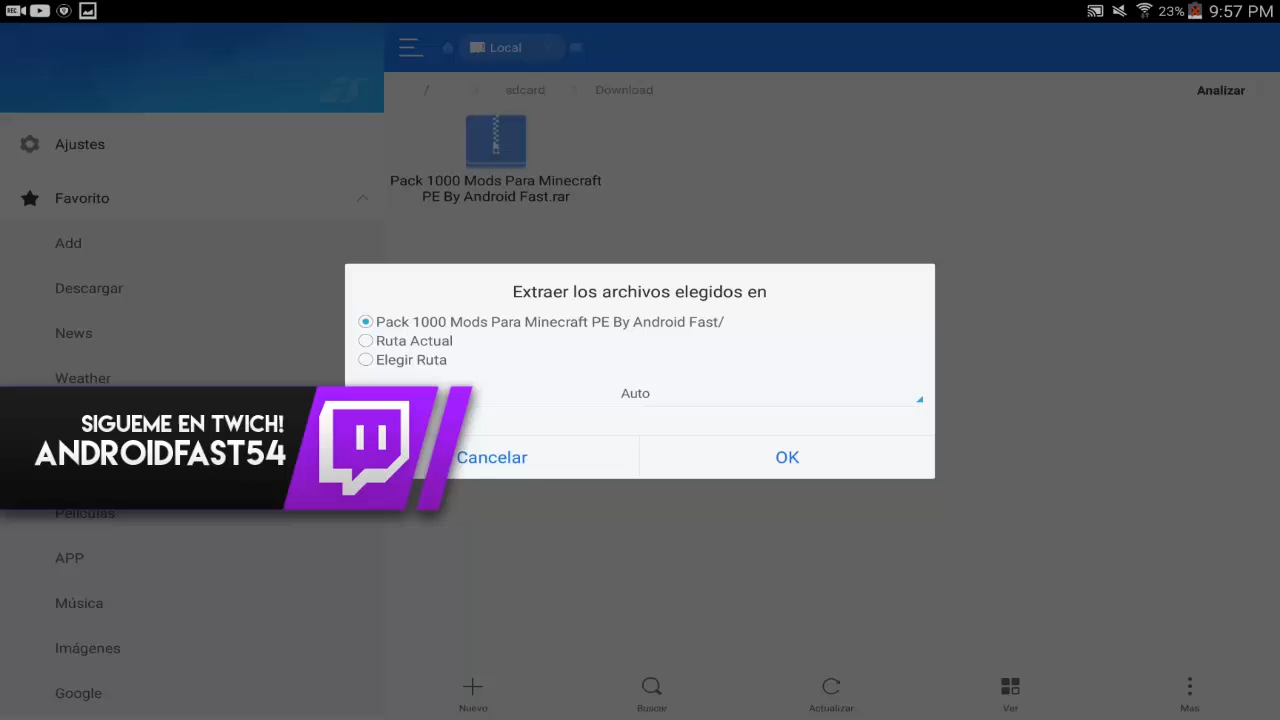 REC
23% 9:57 PM
Local
/ sdcard Download
Analizar
Ajustes
Pack 1000 Mods Para Minecraft
PE By Android Fast.rar
Favorito
Add
Descargar
News
Weather
Extraer los archivos elegidos en
Pack 1000 Mods Para Minecraft PE By Android Fast/
Ruta Actual
Elegir Ruta
Auto
Cancelar
OK
SIGUEME EN TWICH!
ANDROIDFAST54
Películas
APP
Música
Imágenes
Google
Nuevo
Buscar
Actualizar
Ver
Mas